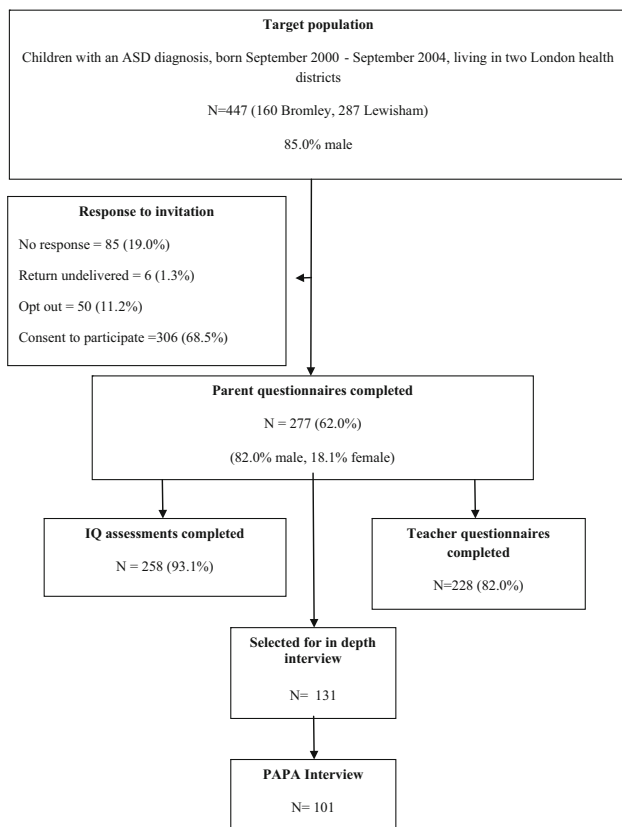 Target population
Children with an ASD diagnosis, born September 2000 - September 2004, living in two London health
districts
N=447 (160 Bromley, 287 Lewisham)
85.0% male
Response to invitation
No response = 85 (19.0%)
Return undelivered = 6 (1.3%)
Opt out = 50 (11.2%)
Consent to participate =306 (68.5%)
Parent questionnaires completed
N = 277 (62.0%)
(82.0% male, 18.1% female)
IQ assessments completed
N = 258 (93.1%)
Teacher questionnaires
completed
N=228 (82.0%)
Selected for in depth
interview
N= 131
PAPA Interview
N= 101